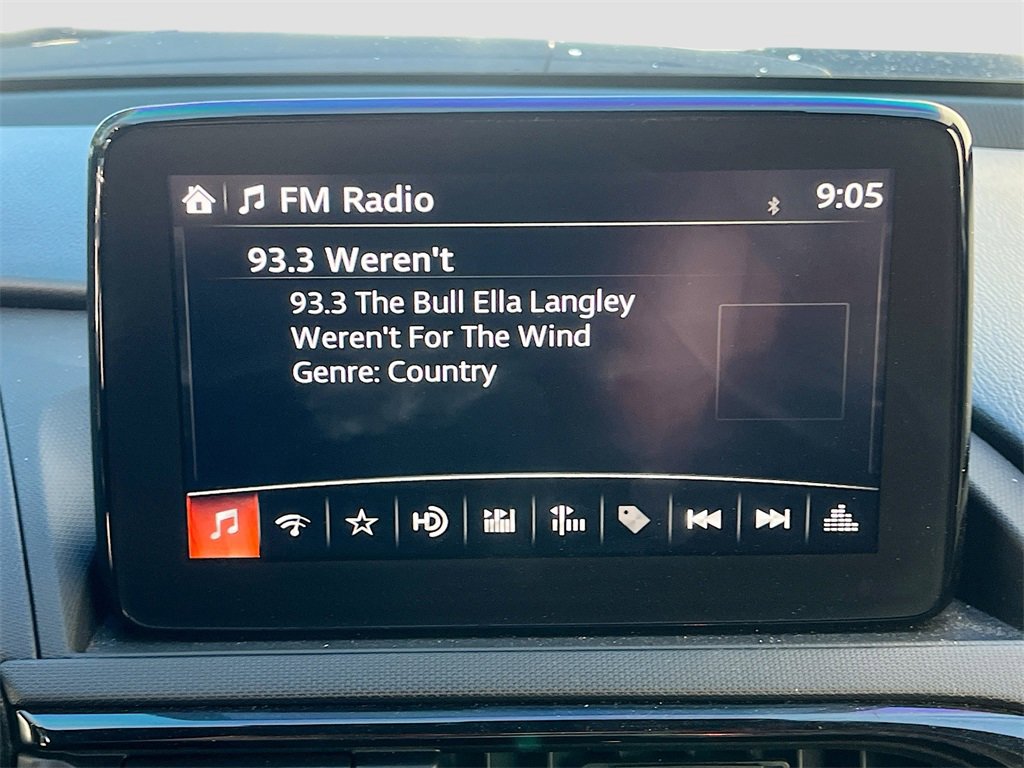 FM Radio 9:05
93.3 Weren't
93.3 The Bull Ella Langley
Weren't For The Wind
Genre: Country
HD